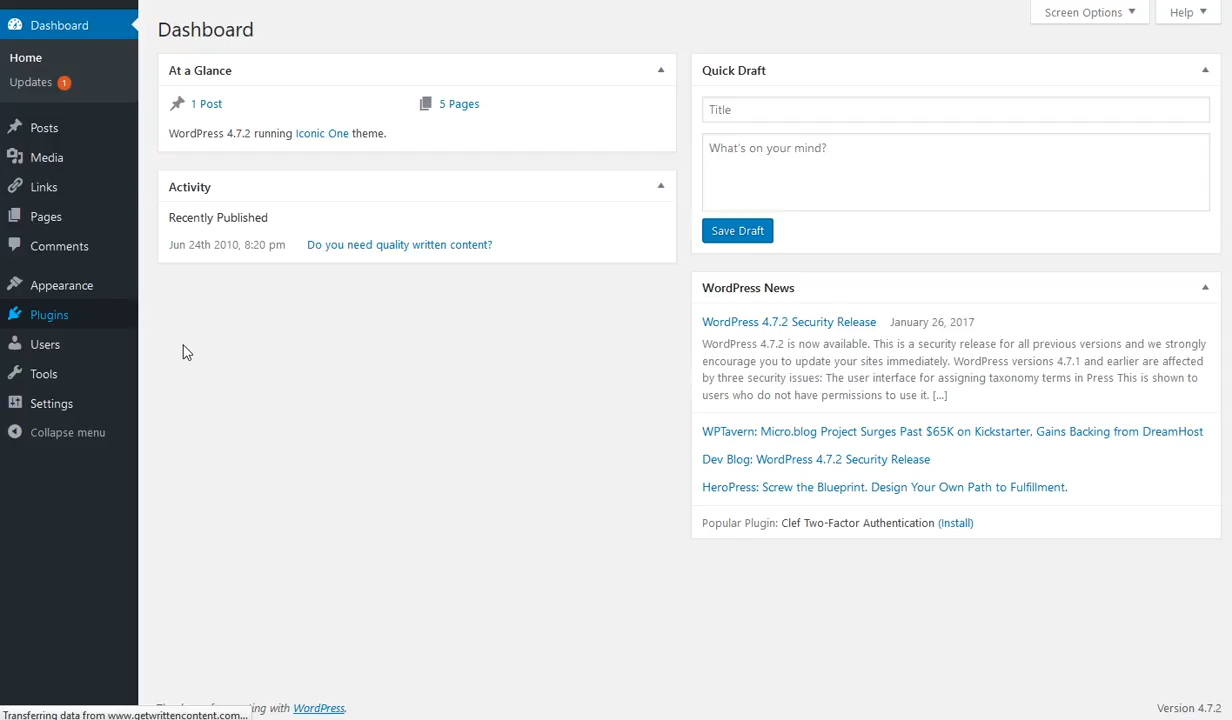 Dashboard
Home
Updates 1
Posts
Media
Links
Pages
Comments
Appearance
Plugins
Users
Tools
Settings
Collapse menu
Screen Options
Help
Dashboard
At a Glance
1 Post
5 Pages
WordPress 4.7.2 running Iconic One theme.
Activity
Recently Published
Jun 24th 2010, 8:20 pm Do you need quality written content?
Quick Draft
Title
What's on your mind?
Save Draft
WordPress News
WordPress 4.7.2 Security Release January 26, 2017
WordPress 4.7.2 is now available. This is a security release for all previous versions and we strongly
encourage you to update your sites immediately. WordPress versions 4.7.1 and earlier are affected
by three security issues: The user interface for assigning taxonomy terms in Press This is shown to
users who do not have permissions to use it. [...]
WPTavern: Micro.blog Project Surges Past $65K on Kickstarter, Gains Backing from DreamHost
Dev Blog: WordPress 4.7.2 Security Release
HeroPress: Screw the Blueprint. Design Your Own Path to Fulfillment.
Popular Plugin: Clef Two-Factor Authentication (Install)
with WordPress.
Version 4.7.2
Transferring data from www.getwrittencontent.com...